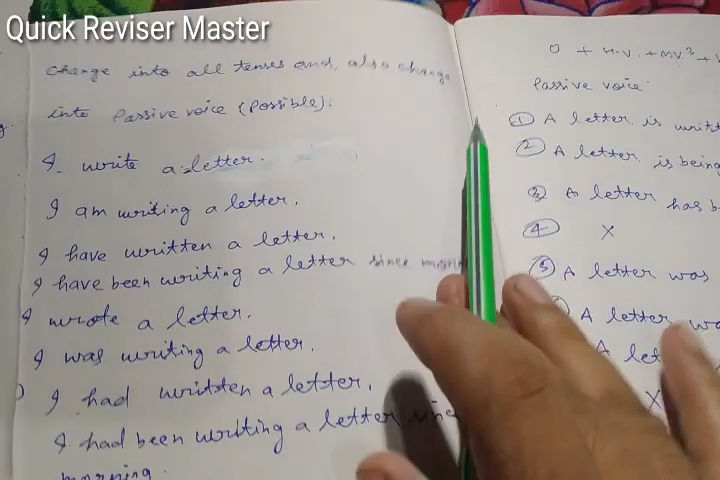 Quick Reviser Master
Change into all tenses and also change
into Passive voice (Possible).
I write a letter.
I am writing a letter.
I have written a letter.
I have been writing a letter since
I wrote a letter.
I was writing a letter.
I had written a letter.
I had been writing a letter since
morning.
O + H.V. + MV3 +
Passive voice
① A letter is
② A letter is being
③ A letter has
④ X
⑤ A letter was
A letter
A
X